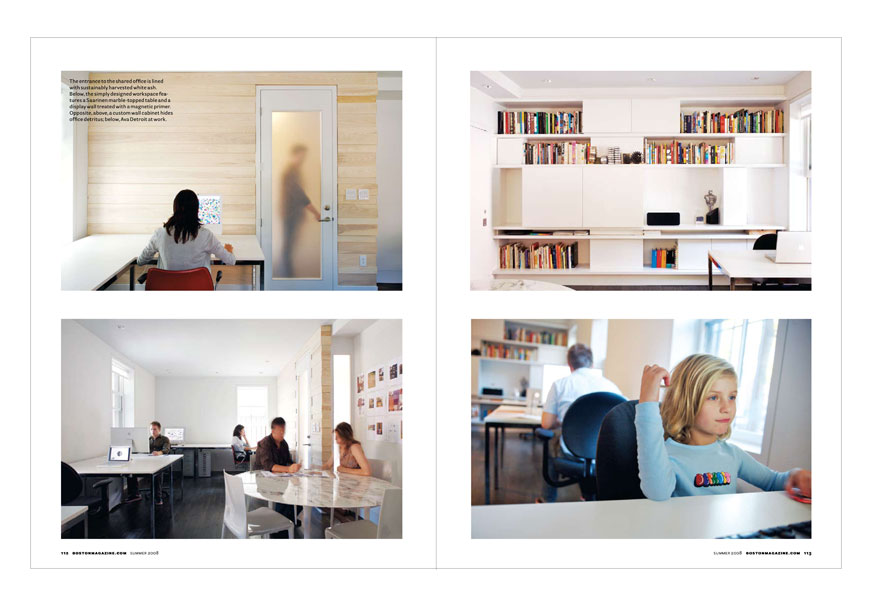 The entrance to the shared office is lined
with sustainably harvested white ash.
Below, the simply designed workspace fea-
tures a Saarinen marble-topped table and a
display wall treated with a magnetic primer.
Opposite, above, a custom wall cabinet hides
office detritus; below, Ava Detroit at work.
112 BOSTONMAGAZINE.COM SUMMER 2008
SUMMER 2008 BOSTONMAGAZINE.COM 113